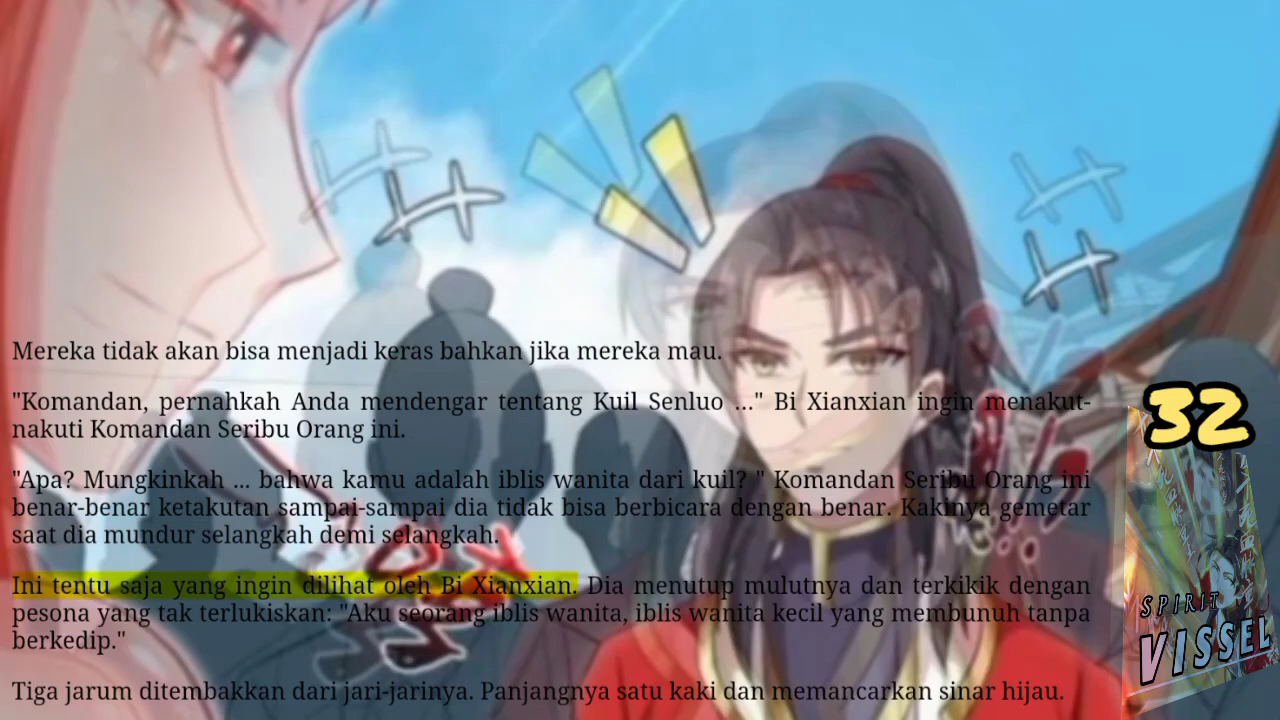 Mereka tidak akan bisa menjadi keras bahkan jika mereka mau.
"Komandan, pernahkah Anda mendengar tentang Kuil Senluo ..." Bi Xianxian ingin menakut-
nakuti Komandan Seribu Orang ini.
"Apa? Mungkinkah ... bahwa kamu adalah iblis wanita dari kuil? " Komandan Seribu Orang ini
benar-benar ketakutan sampai-sampai dia tidak bisa berbicara dengan benar. Kakinya gemetar
saat dia mundur selangkah demi selangkah.
Ini tentu saja yang ingin dilihat oleh Bi Xianxian. Dia menutup mulutnya dan terkikik dengan
pesona yang tak terlukiskan: "Aku seorang iblis wanita, iblis wanita kecil yang membunuh tanpa
berkedip."
Tiga jarum ditembakkan dari jari-jarinya. Panjangnya satu kaki dan memancarkan sinar hijau.
32
SPIRIT
VISSEL